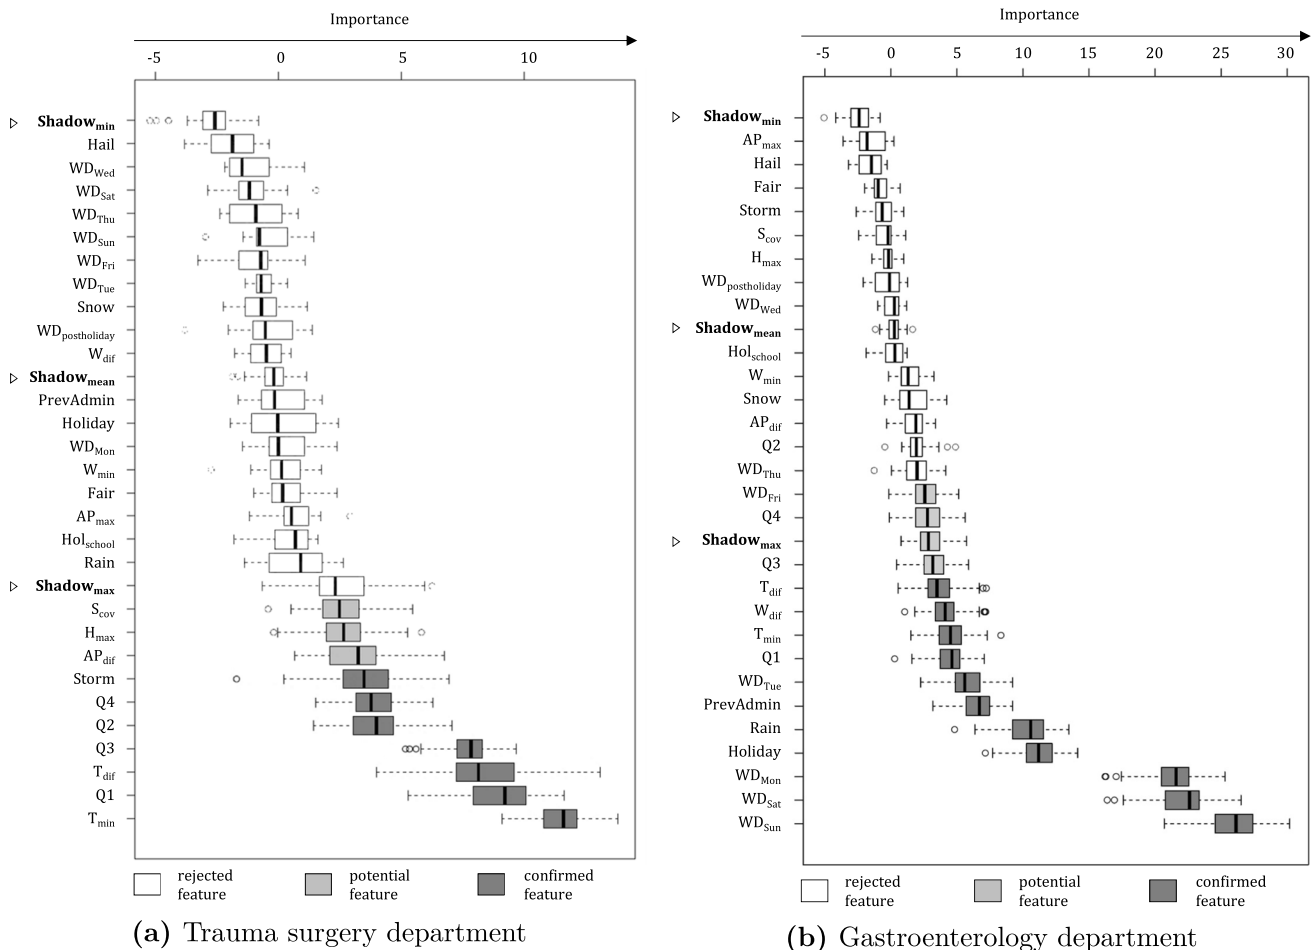 Importance
-5 0 5 10
▷ Shadowmin
Hail
WDWed
WDSat
WDThu
WDSun
WDFri
WDTue
Snow
WDpostholiday
Wdif
▷ Shadowmean
PrevAdmin
Holiday
WDMon
Wmin
Fair
APmax
Holschool
Rain
▷ Shadowmax
Scov
Hmax
APdif
Storm
Q4
Q2
Q3
Tdif
Q1
Tmin
rejected feature
potential feature
confirmed feature
(a) Trauma surgery department
Importance
-5 0 5 10 15 20 25 30
▷ Shadowmin
APmax
Hail
Fair
Storm
Scov
Hmax
WDpostholiday
WDWed
▷ Shadowmean
Holschool
Wmin
Snow
APdif
Q2
WDThu
WDFri
Q4
▷ Shadowmax
Q3
Tdif
Wdif
Tmin
Q1
WDTue
PrevAdmin
Rain
Holiday
WDMon
WDSat
WDSun
rejected feature
potential feature
confirmed feature
(b) Gastroenterology department